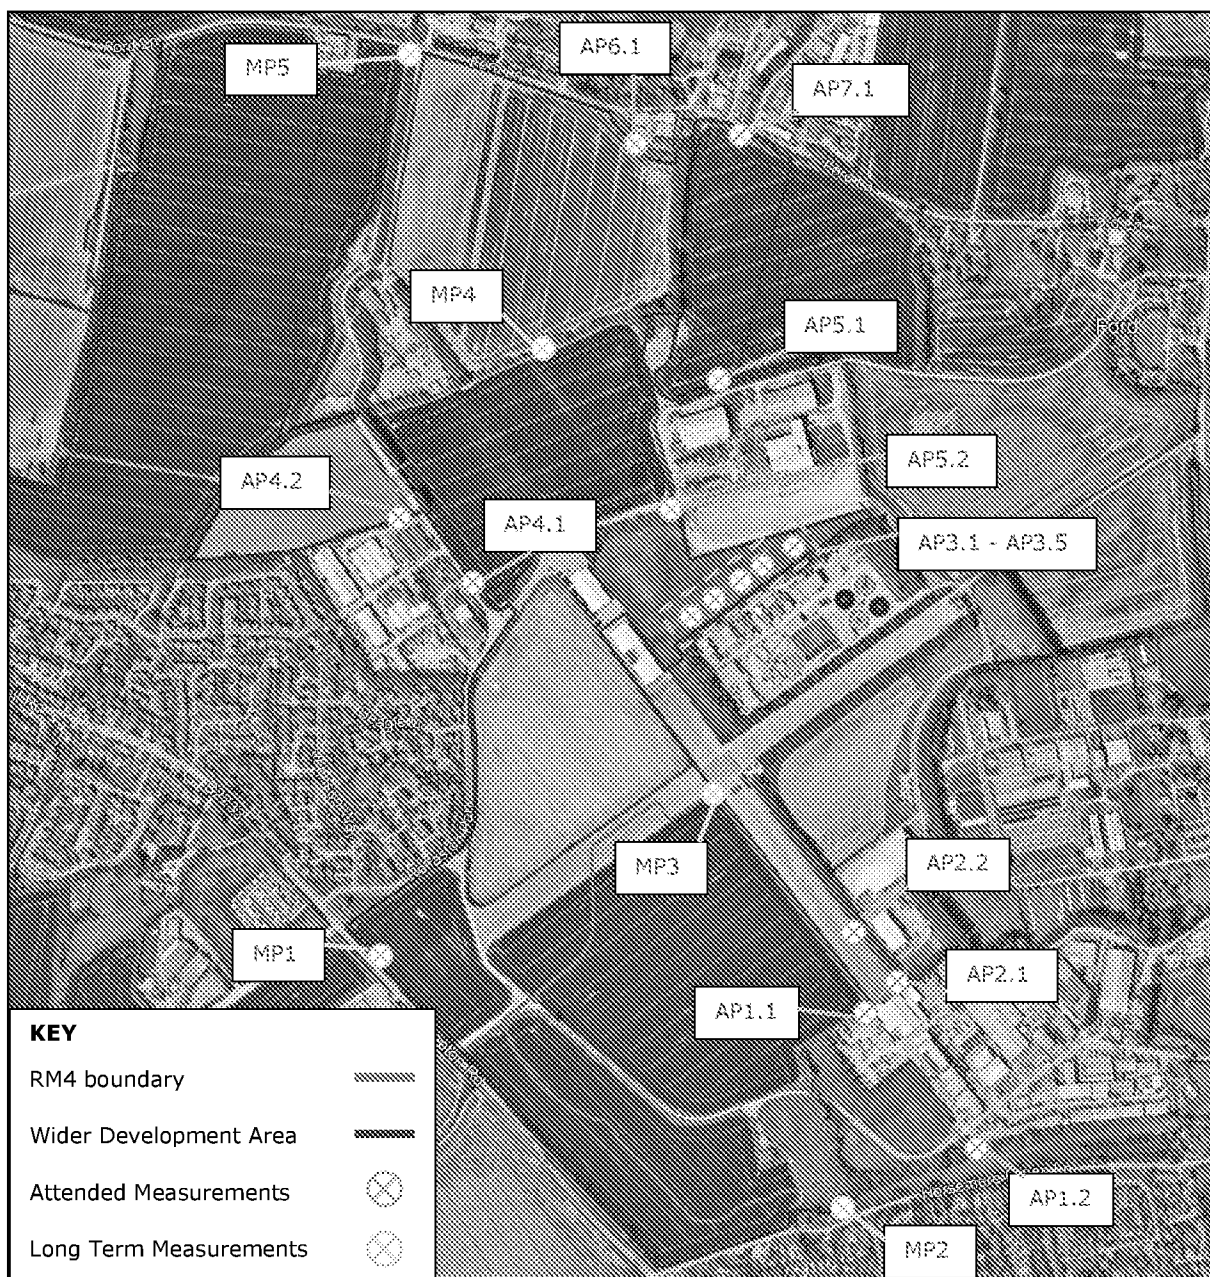 AP6.1
MP5
AP7.1
MP4
AP5.1
Ford
AP5.2
AP4.2
AP4.1
AP3.1 - AP3.5
MP3
AP2.2
MP1
AP2.1
AP1.1
KEY
RM4 boundary
Wider Development Area
Attended Measurements
Long Term Measurements
AP1.2
MP2